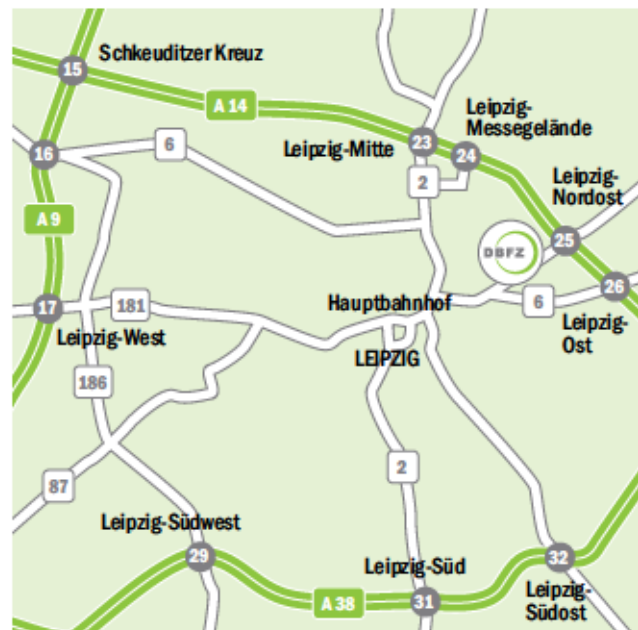 Schkeuditzer Kreuz
15
A 14
Leipzig-
Messegelände
Leipzig-Mitte
23
24
16
6
2
Leipzig-
Nordost
A 9
DBFZ
25
17
181
Hauptbahnhof
6
26
Leipzig-West
LEIPZIG
Leipzig-
Ost
186
2
87
Leipzig-Südwest
29
Leipzig-Süd
32
A 38
31
Leipzig-
Südost